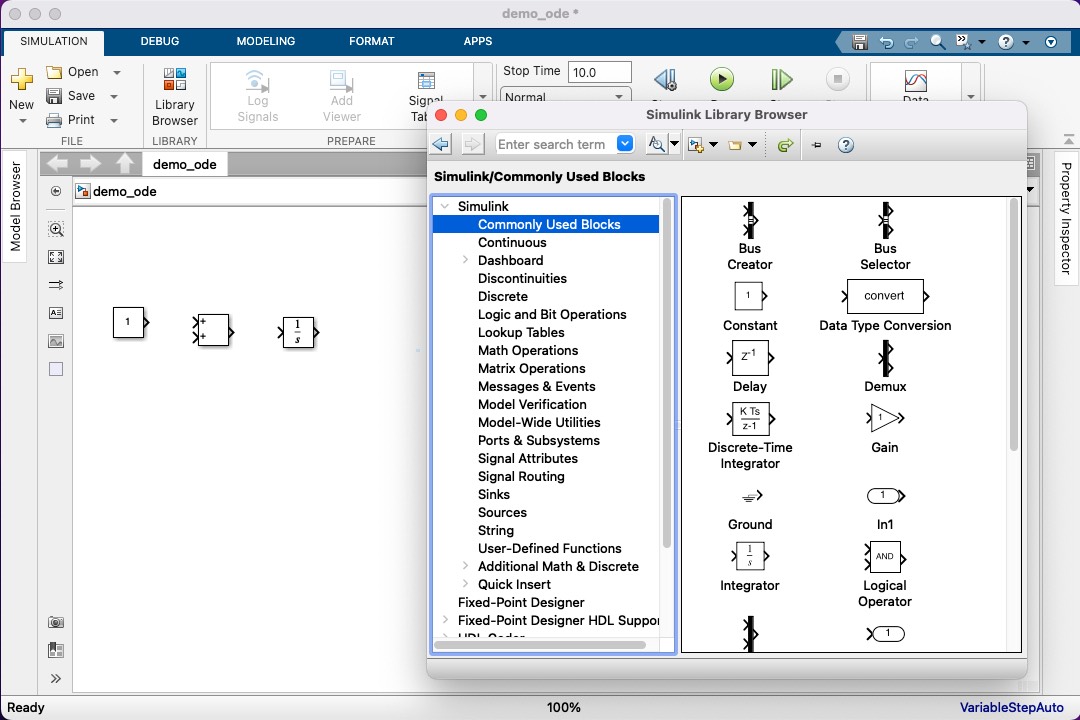 demo_ode *
SIMULATION DEBUG MODELING FORMAT APPS
New
Open
Save
Print
FILE
Library
Browser
LIBRARY
Log
Signals
Add
Viewer
Signal
PREPARE
Stop Time 10.0
Normal
Data
Model Browser
demo_ode
demo_ode
1
+
+
1
s
Property Inspector
Simulink Library Browser
Enter search term
Simulink/Commonly Used Blocks
Simulink
Commonly Used Blocks
Continuous
Dashboard
Discontinuities
Discrete
Logic and Bit Operations
Lookup Tables
Math Operations
Matrix Operations
Messages & Events
Model Verification
Model-Wide Utilities
Ports & Subsystems
Signal Attributes
Signal Routing
Sinks
Sources
String
User-Defined Functions
Additional Math & Discrete
Quick Insert
Fixed-Point Designer
Fixed-Point Designer HDL Suppor
HDL Coder
Bus
Creator
Bus
Selector
1
Constant
convert
Data Type Conversion
Z-1
Delay
Demux
K Ts
z-1
Discrete-Time
Integrator
1
Gain
Ground
1
In1
1
s
Integrator
AND
Logical
Operator
1
Ready
100%
VariableStepAuto